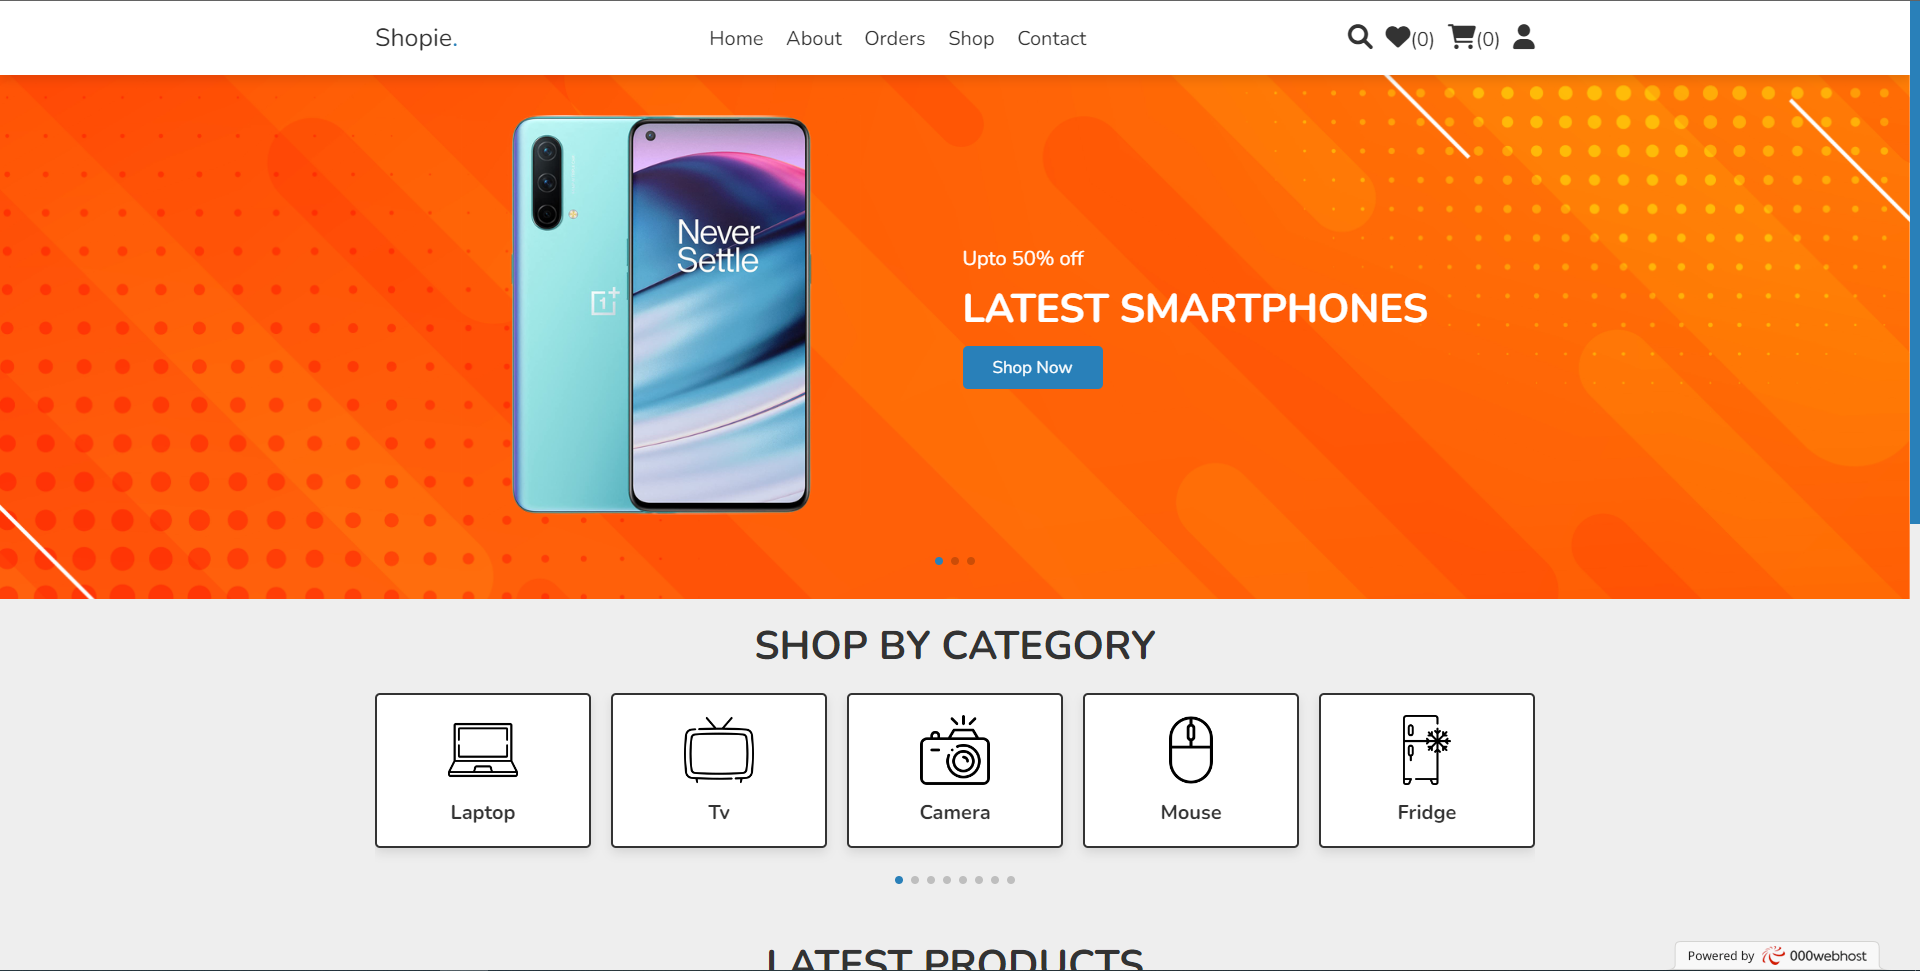 Shopie.
Home About Orders Shop Contact
(0) (0)
Never
Settle
1+
Upto 50% off
LATEST SMARTPHONES
Shop Now
SHOP BY CATEGORY
Laptop Tv Camera Mouse Fridge
LATEST PRODUCTS
Powered by 000webhost